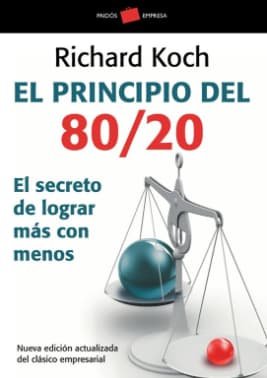 PAIDÓS EMPRESA
Richard Koch
EL PRINCIPIO DEL
80/20
El secreto
de lograr
más con
menos
Nueva edición actualizada
del clásico empresarial